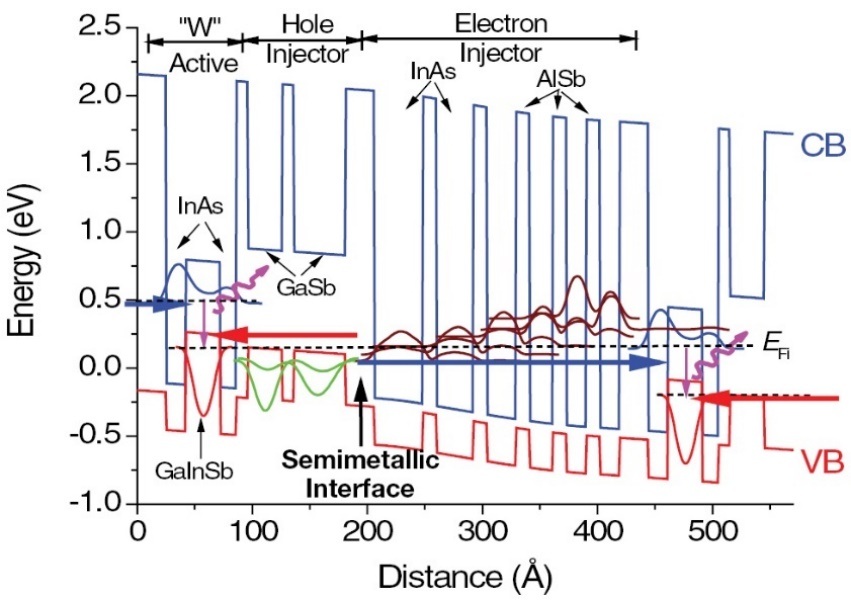 "W"
Active
Hole
Injector
Electron
Injector
2.5
2.0
1.5
1.0
0.5
0.0
-0.5
-1.0
Energy (eV)
InAs
AlSb
CB
InAs
GaSb
E_Fi
GaInSb
Semimetallic
Interface
VB
0
100
200
300
400
500
Distance (Å)